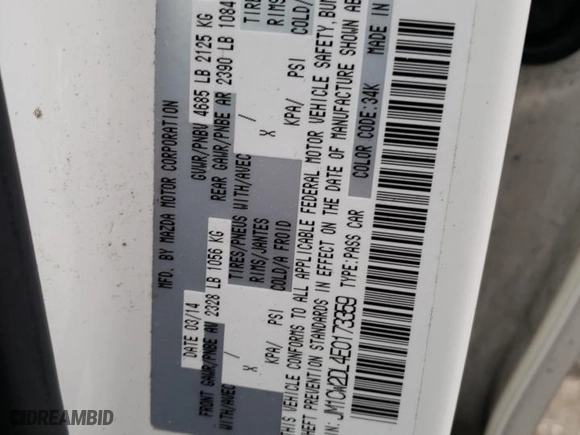 MFD. BY MAZDA MOTOR CORPORATION
DATE 03/14
GVWR/PNBV 4685 LB 2125 KG
FRONT GAWR/PNBE AV 2328 LB 1056 KG
REAR GAWR/PNBE AR 2390 LB 1084
WITH/AVEC
TIRES/PNEUS WITH/AVEC
X / RIMS/JANTES X /
KPA/ PSI COLD/A FROID KPA/ PSI COLD/
VEHICLE CONFORMS TO ALL APPLICABLE FEDERAL MOTOR VEHICLE SAFETY,
THEFT PREVENTION STANDARDS IN EFFECT ON THE DATE OF MANUFACTURE SHOWN
JM1CW2DL4E0173359 TYPE:PASS CAR
COLOR CODE:34K MADE IN
DREAMBID